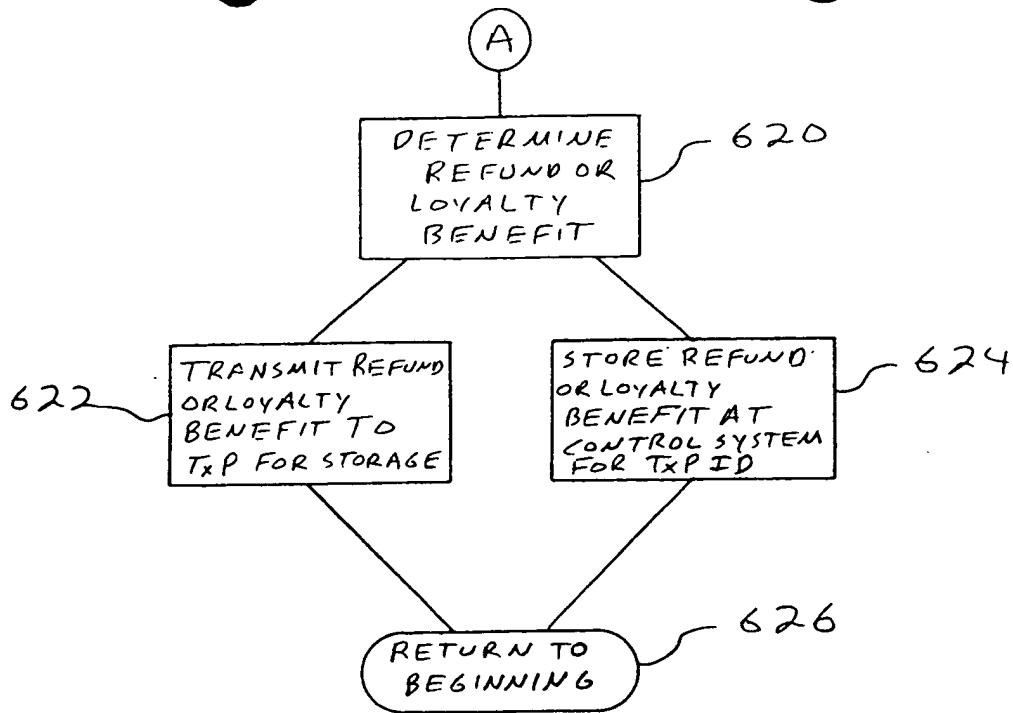 A
DETERMINE
REFUND OR
LOYALTY
BENEFIT
620
TRANSMIT REFUND
OR LOYALTY
BENEFIT TO
TxP FOR STORAGE
622
STORE REFUND
OR LOYALTY
BENEFIT AT
CONTROL SYSTEM
FOR TxP ID
624
RETURN TO
BEGINNING
626